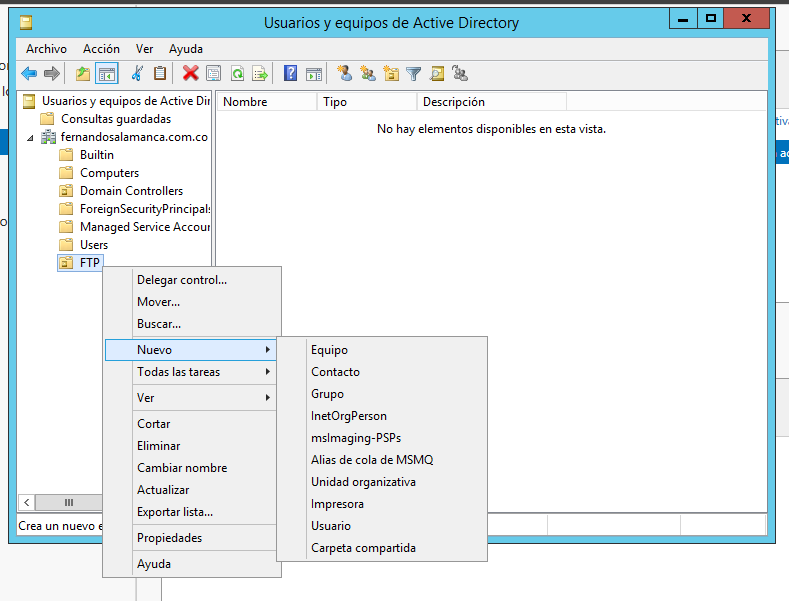 Usuarios y equipos de Active Directory
Archivo Acción Ver Ayuda
Usuarios y equipos de Active Dir
Consultas guardadas
fernandosalamanca.com.co
Builtin
Computers
Domain Controllers
ForeignSecurityPrincipals
Managed Service Accour
Users
FTP
Nombre Tipo Descripción
No hay elementos disponibles en esta vista.
Delegar control...
Mover...
Buscar...
Nuevo
Todas las tareas
Ver
Cortar
Eliminar
Cambiar nombre
Actualizar
Exportar lista...
Propiedades
Ayuda
Equipo
Contacto
Grupo
InetOrgPerson
msImaging-PSPs
Alias de cola de MSMQ
Unidad organizativa
Impresora
Usuario
Carpeta compartida
Crea un nuevo e